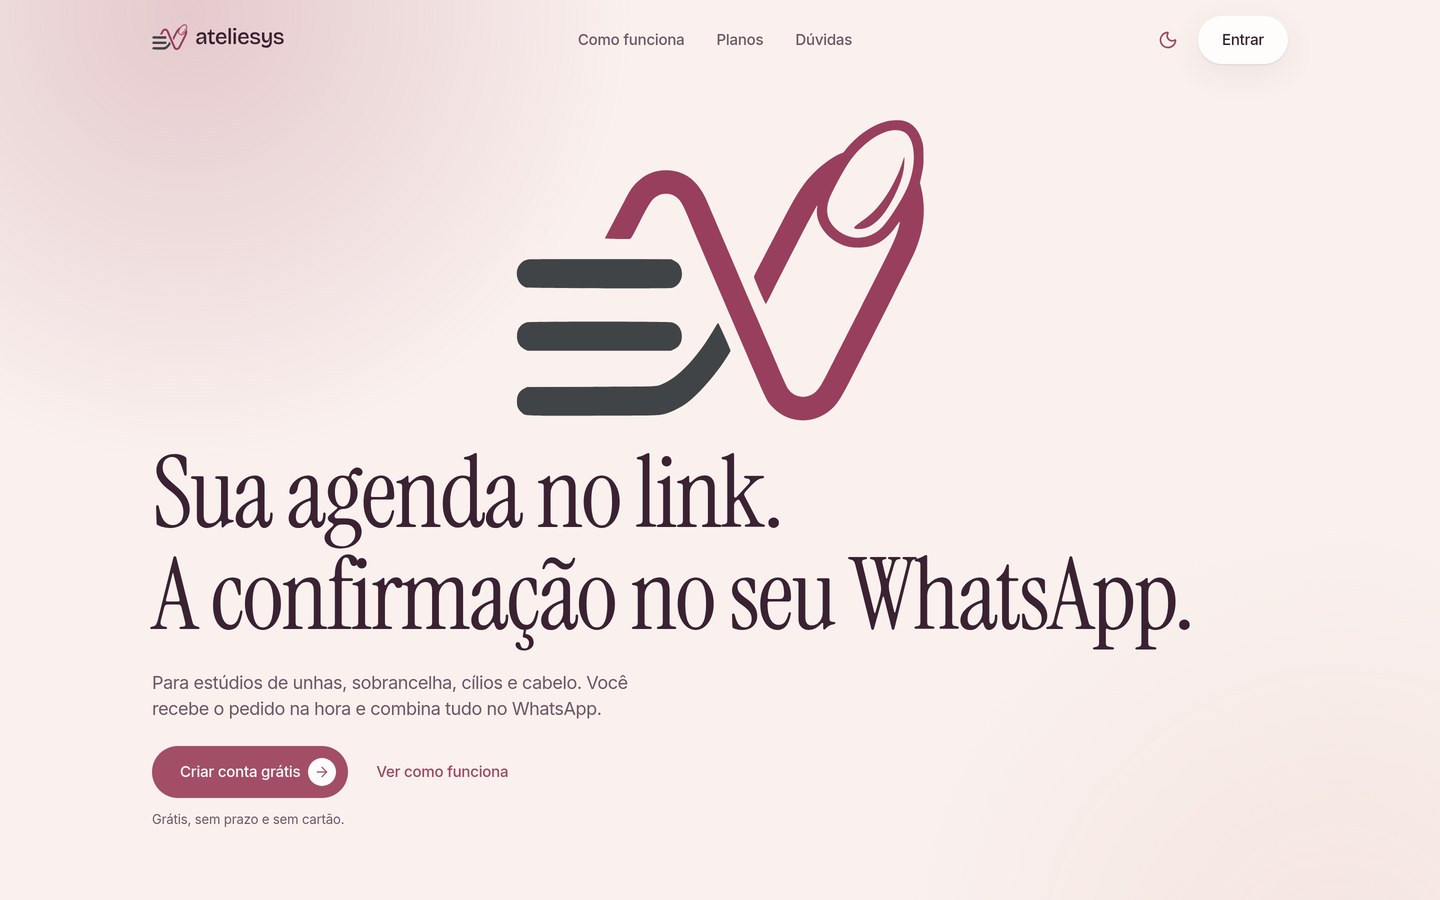 ateliesys
Como funciona
Planos
Dúvidas
Entrar
Sua agenda no link.
A confirmação no seu WhatsApp.
Para estúdios de unhas, sobrancelha, cílios e cabelo. Você
recebe o pedido na hora e combina tudo no WhatsApp.
Criar conta grátis
Ver como funciona
Grátis, sem prazo e sem cartão.